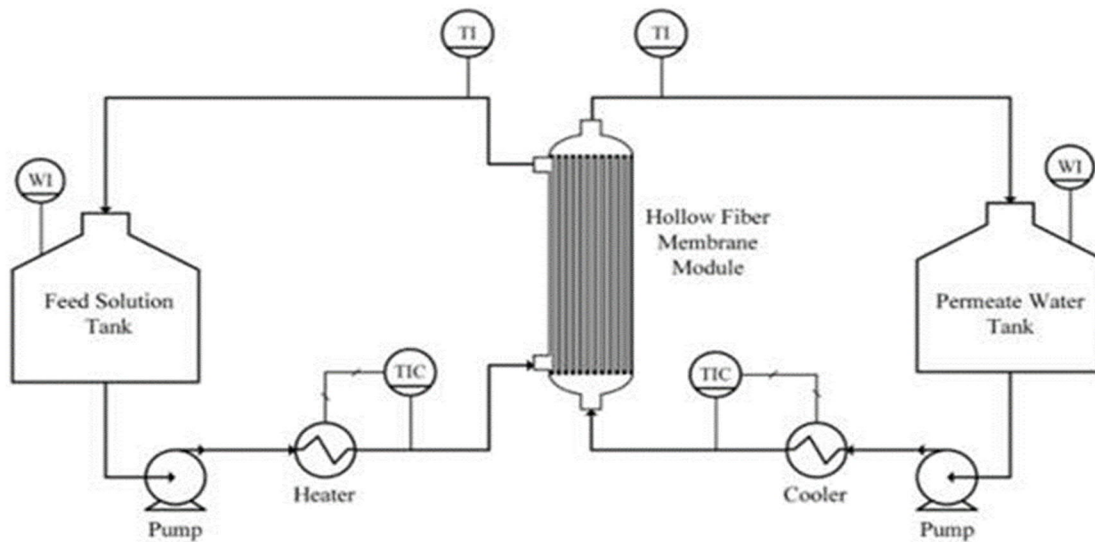 TI
TI
WI
WI
Hollow Fiber
Membrane
Module
Feed Solution
Tank
Permeate Water
Tank
TIC
TIC
Heater
Cooler
Pump
Pump